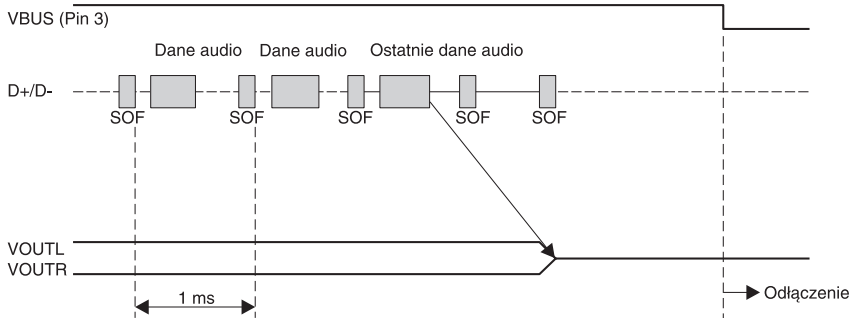 VBUS (Pin 3)
Dane audio
Dane audio
Ostatnie dane audio
D+/D-
SOF
SOF
SOF
SOF
SOF
VOUTL
VOUTR
1 ms
Odłączenie